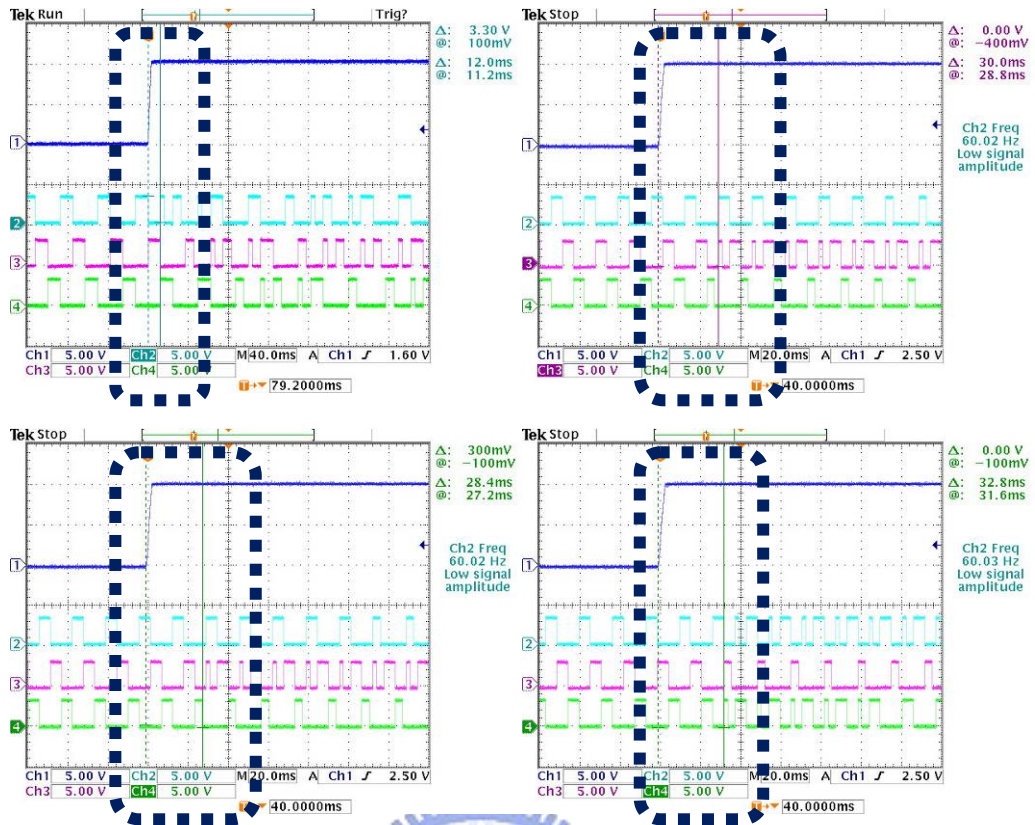 Tek Run
Trig?
Δ: 3.30 V
@: 100mV
Δ: 12.0ms
@: 11.2ms
1
2
3
4
Ch1 5.00 V Ch2 5.00 V M 40.0ms A Ch1 1.60 V
Ch3 5.00 V Ch4 5.00 V
T 79.2000ms
Tek Stop
Δ: 0.00 V
@: -400mV
Δ: 30.0ms
@: 28.8ms
Ch2 Freq
60.02 Hz
Low signal
amplitude
1
2
3
4
Ch1 5.00 V Ch2 5.00 V M 20.0ms A Ch1 2.50 V
Ch3 5.00 V Ch4 5.00 V
T 40.0000ms
Tek Stop
Δ: 300mV
@: -100mV
Δ: 28.4ms
@: 27.2ms
Ch2 Freq
60.02 Hz
Low signal
amplitude
1
2
3
4
Ch1 5.00 V Ch2 5.00 V M 20.0ms A Ch1 2.50 V
Ch3 5.00 V Ch4 5.00 V
40.0000ms
Tek Stop
Δ: 0.00 V
@: -100mV
Δ: 32.8ms
@: 31.6ms
Ch2 Freq
60.03 Hz
Low signal
amplitude
1
2
3
4
Ch1 5.00 V Ch2 5.00 V M 20.0ms A Ch1 2.50 V
Ch3 5.00 V Ch4 5.00 V
40.0000ms